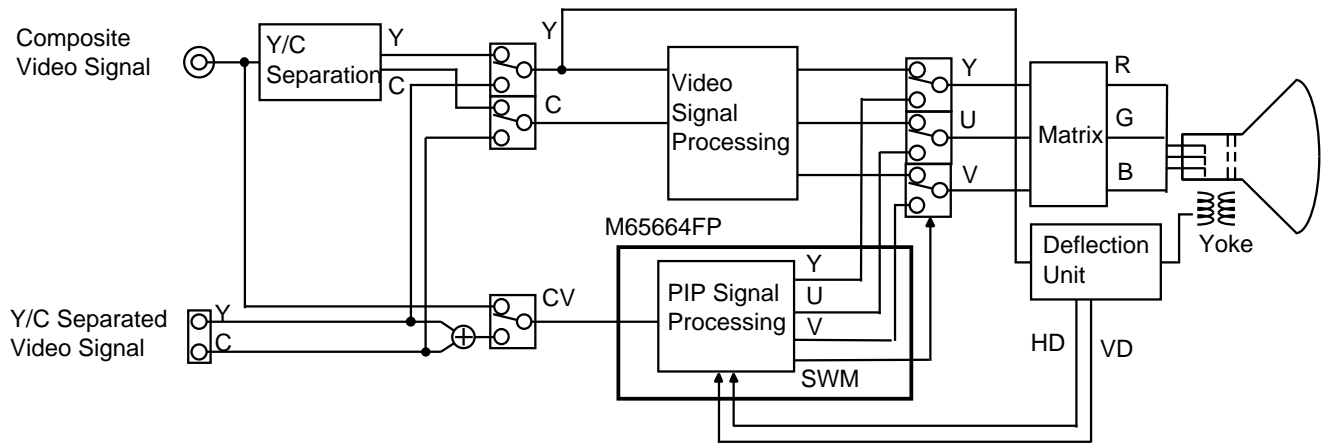 Composite
Video Signal
Y/C
Separation
Y
C
Y
C
Video
Signal
Processing
Y
U
V
Matrix
R
G
B
Yoke
Deflection
Unit
HD
VD
M65664FP
PIP Signal
Processing
Y
U
V
SWM
CV
Y/C Separated
Video Signal
Y
C